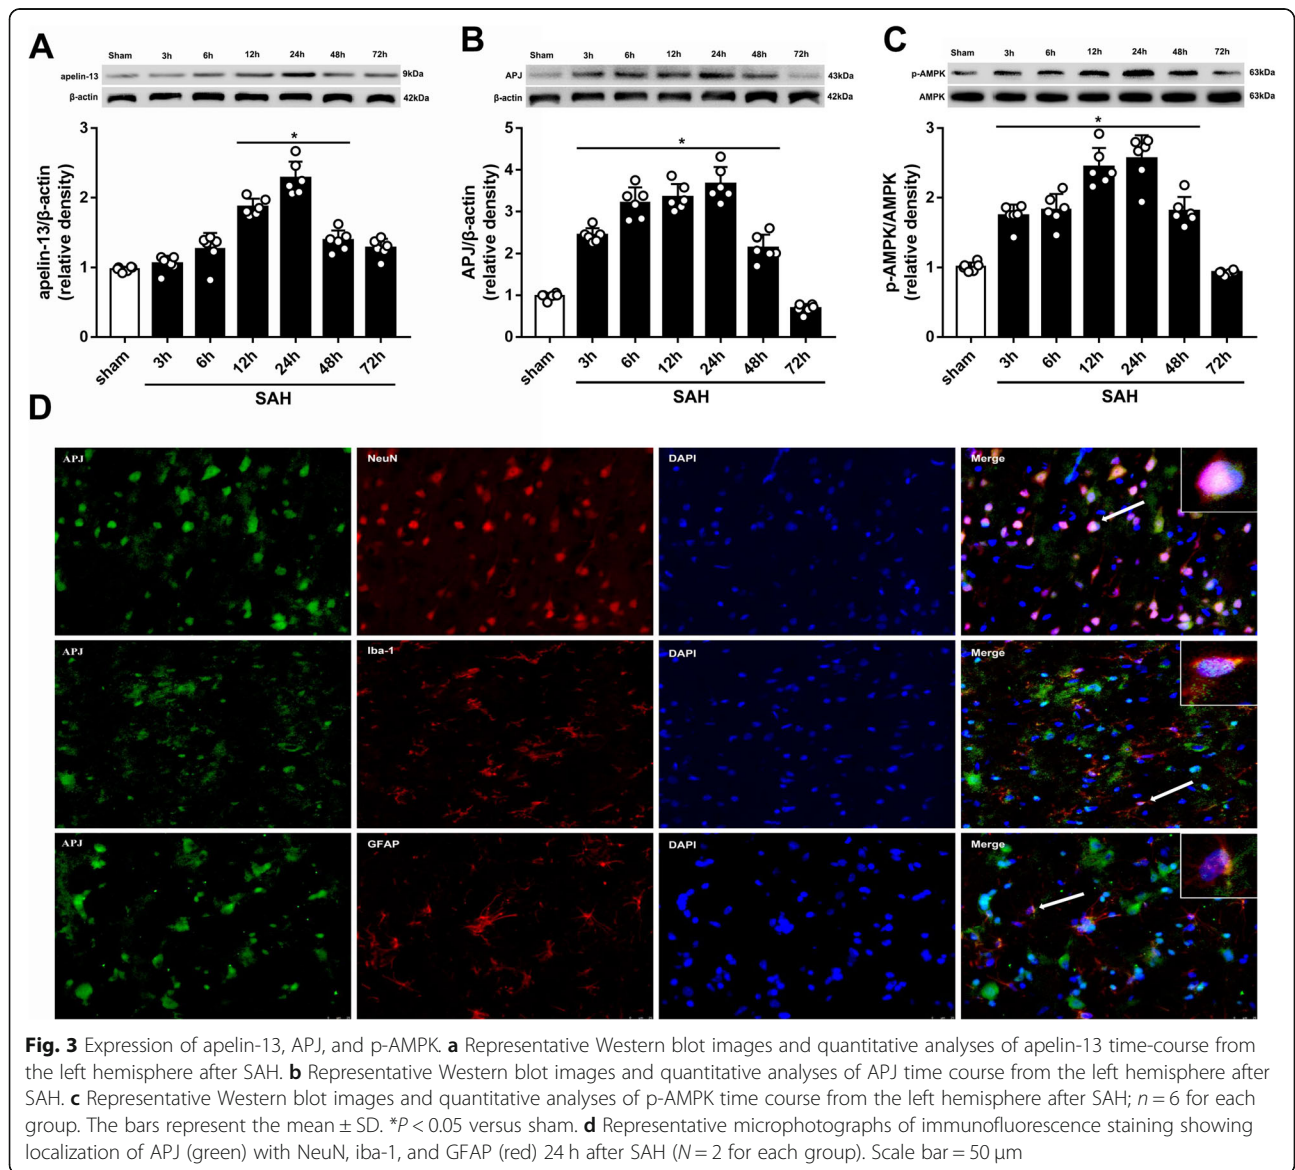 A
Sham 3h 6h 12h 24h 48h 72h
apelin-13 9kDa
β-actin 42kDa
3
*
2
1
0
apelin-13/β-actin
(relative density)
sham 3h 6h 12h 24h 48h 72h
SAH
B
Sham 3h 6h 12h 24h 48h 72h
APJ 43kDa
β-actin 42kDa
5
*
4
3
2
1
0
APJ/β-actin
(relative density)
sham 3h 6h 12h 24h 48h 72h
SAH
C
Sham 3h 6h 12h 24h 48h 72h
p-AMPK 63kDa
AMPK 63kDa
*
3
2
1
0
p-AMPK/AMPK
(relative density)
sham 3h 6h 12h 24h 48h 72h
SAH
D
APJ NeuN DAPI Merge
APJ Iba-1 DAPI Merge
APJ GFAP DAPI Merge
Fig. 3 Expression of apelin-13, APJ, and p-AMPK. a Representative Western blot images and quantitative analyses of apelin-13 time-course from
the left hemisphere after SAH. b Representative Western blot images and quantitative analyses of APJ time course from the left hemisphere after
SAH. c Representative Western blot images and quantitative analyses of p-AMPK time course from the left hemisphere after SAH; n = 6 for each
group. The bars represent the mean ± SD. *P < 0.05 versus sham. d Representative microphotographs of immunofluorescence staining showing
localization of APJ (green) with NeuN, iba-1, and GFAP (red) 24 h after SAH (N = 2 for each group). Scale bar = 50 μm